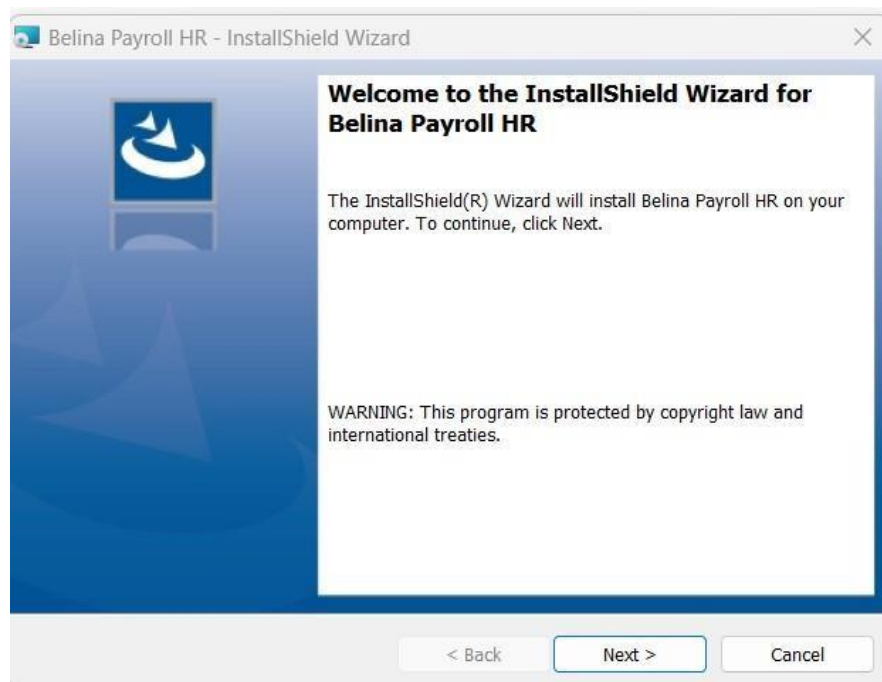 Belina Payroll HR - InstallShield Wizard
Welcome to the InstallShield Wizard for
Belina Payroll HR
The InstallShield(R) Wizard will install Belina Payroll HR on your
computer. To continue, click Next.
WARNING: This program is protected by copyright law and
international treaties.
< Back Next > Cancel